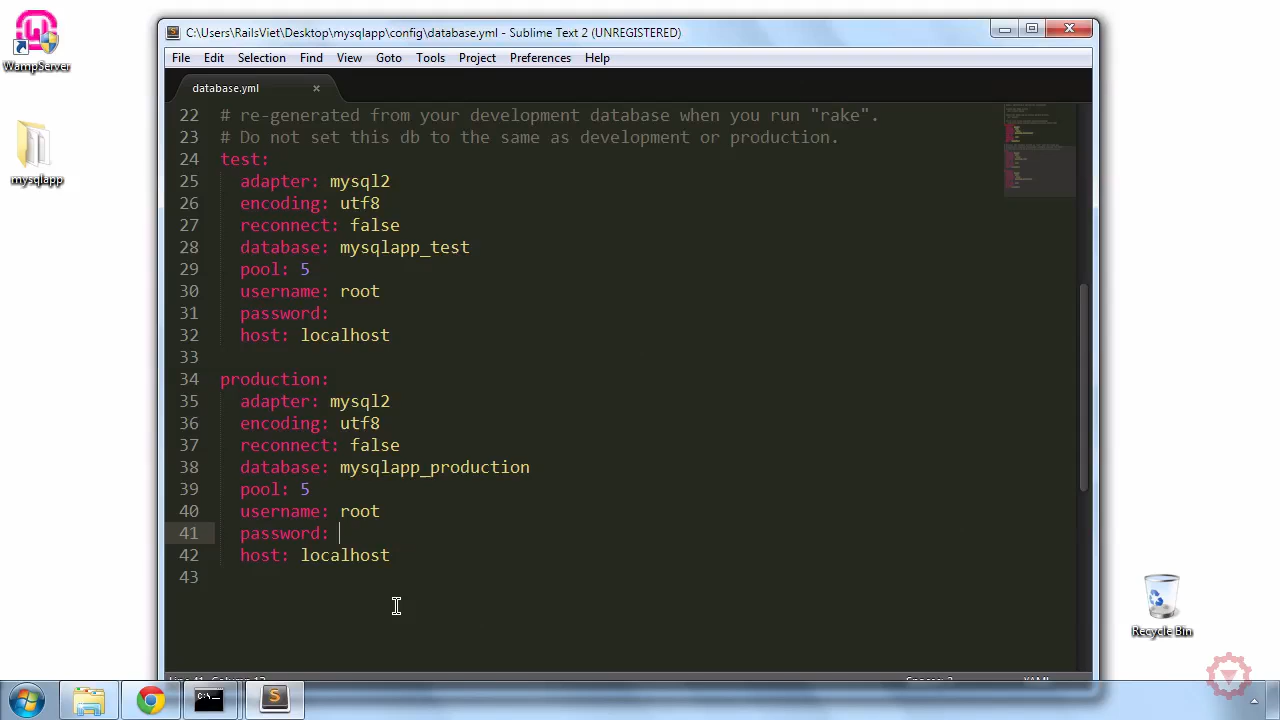 WampServer
mysqlapp
C:\Users\RailsViet\Desktop\mysqlapp\config\database.yml - Sublime Text 2 (UNREGISTERED)
File Edit Selection Find View Goto Tools Project Preferences Help
database.yml
22 # re-generated from your development database when you run "rake".
23 # Do not set this db to the same as development or production.
24 test:
25 adapter: mysql2
26 encoding: utf8
27 reconnect: false
28 database: mysqlapp_test
29 pool: 5
30 username: root
31 password:
32 host: localhost
33
34 production:
35 adapter: mysql2
36 encoding: utf8
37 reconnect: false
38 database: mysqlapp_production
39 pool: 5
40 username: root
41 password:
42 host: localhost
43
Recycle Bin